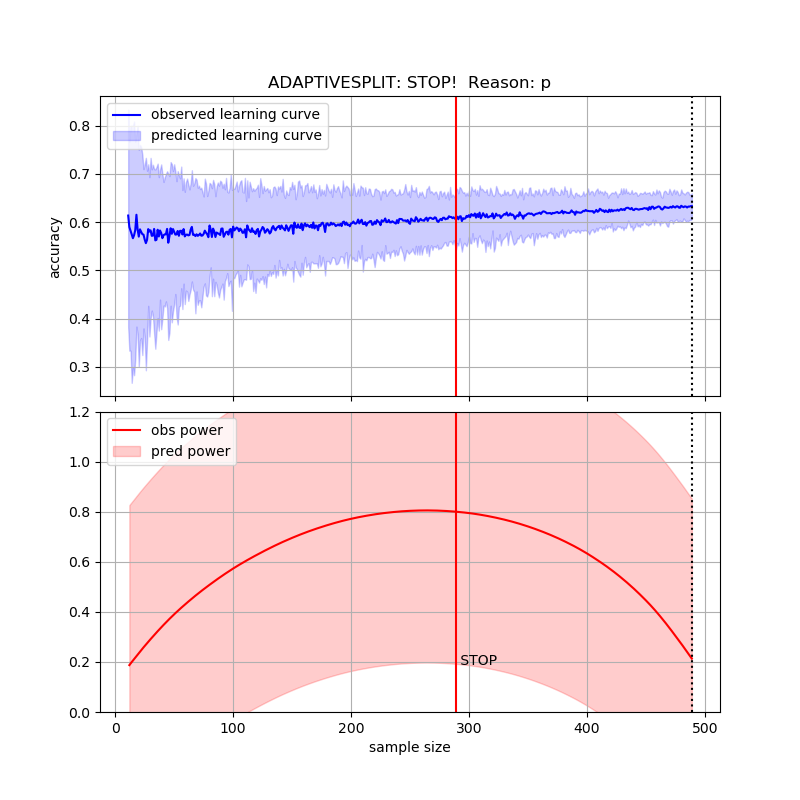 ADAPTIVESPLIT: STOP!  Reason: p
observed learning curve
predicted learning curve
0.8
0.7
0.6
0.5
0.4
0.3
accuracy
obs power
pred power
1.2
1.0
0.8
0.6
0.4
0.2
0.0
STOP
0 100 200 300 400 500
sample size